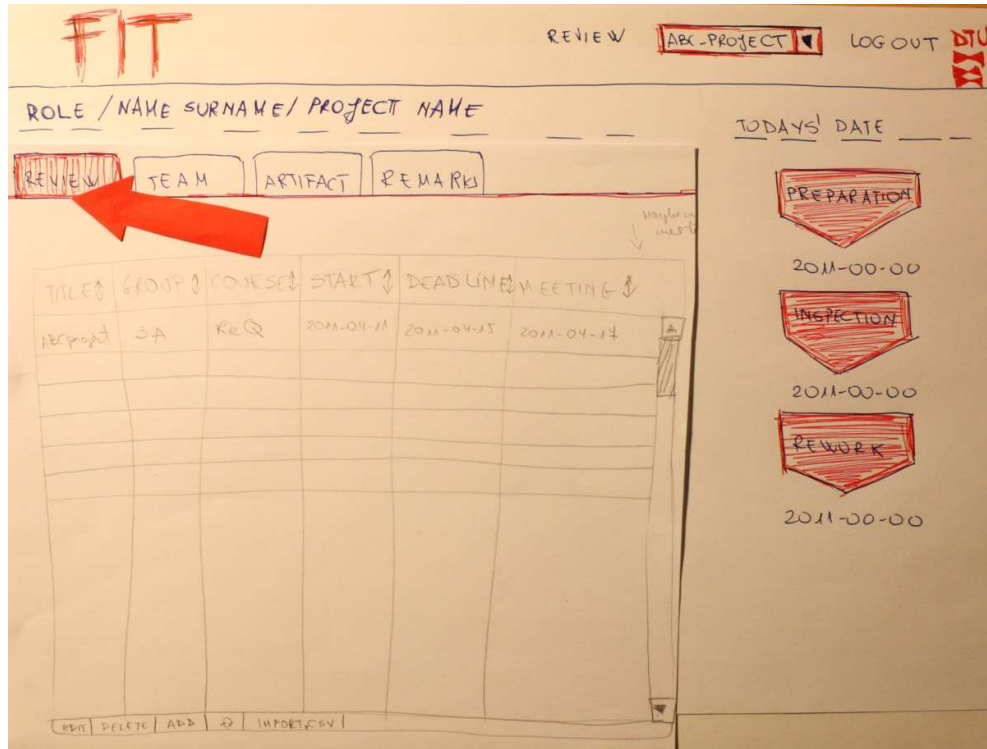 FIT
REVIEW ABC-PROJECT LOG OUT DTU
ROLE / NAME SURNAME / PROJECT NAME
TODAYS' DATE
REVIEW TEAM ARTIFACT REMARKS
PREPARATION
2011-00-00
TITLE GROUP COURSE START DEADLINE MEETING
ABCproject 3A ReQ 2011-04-11 2011-04-15 2011-04-17
INSPECTION
2011-00-00
REWORK
2011-00-00
EDIT DELETE ADD IMPORT.CSV